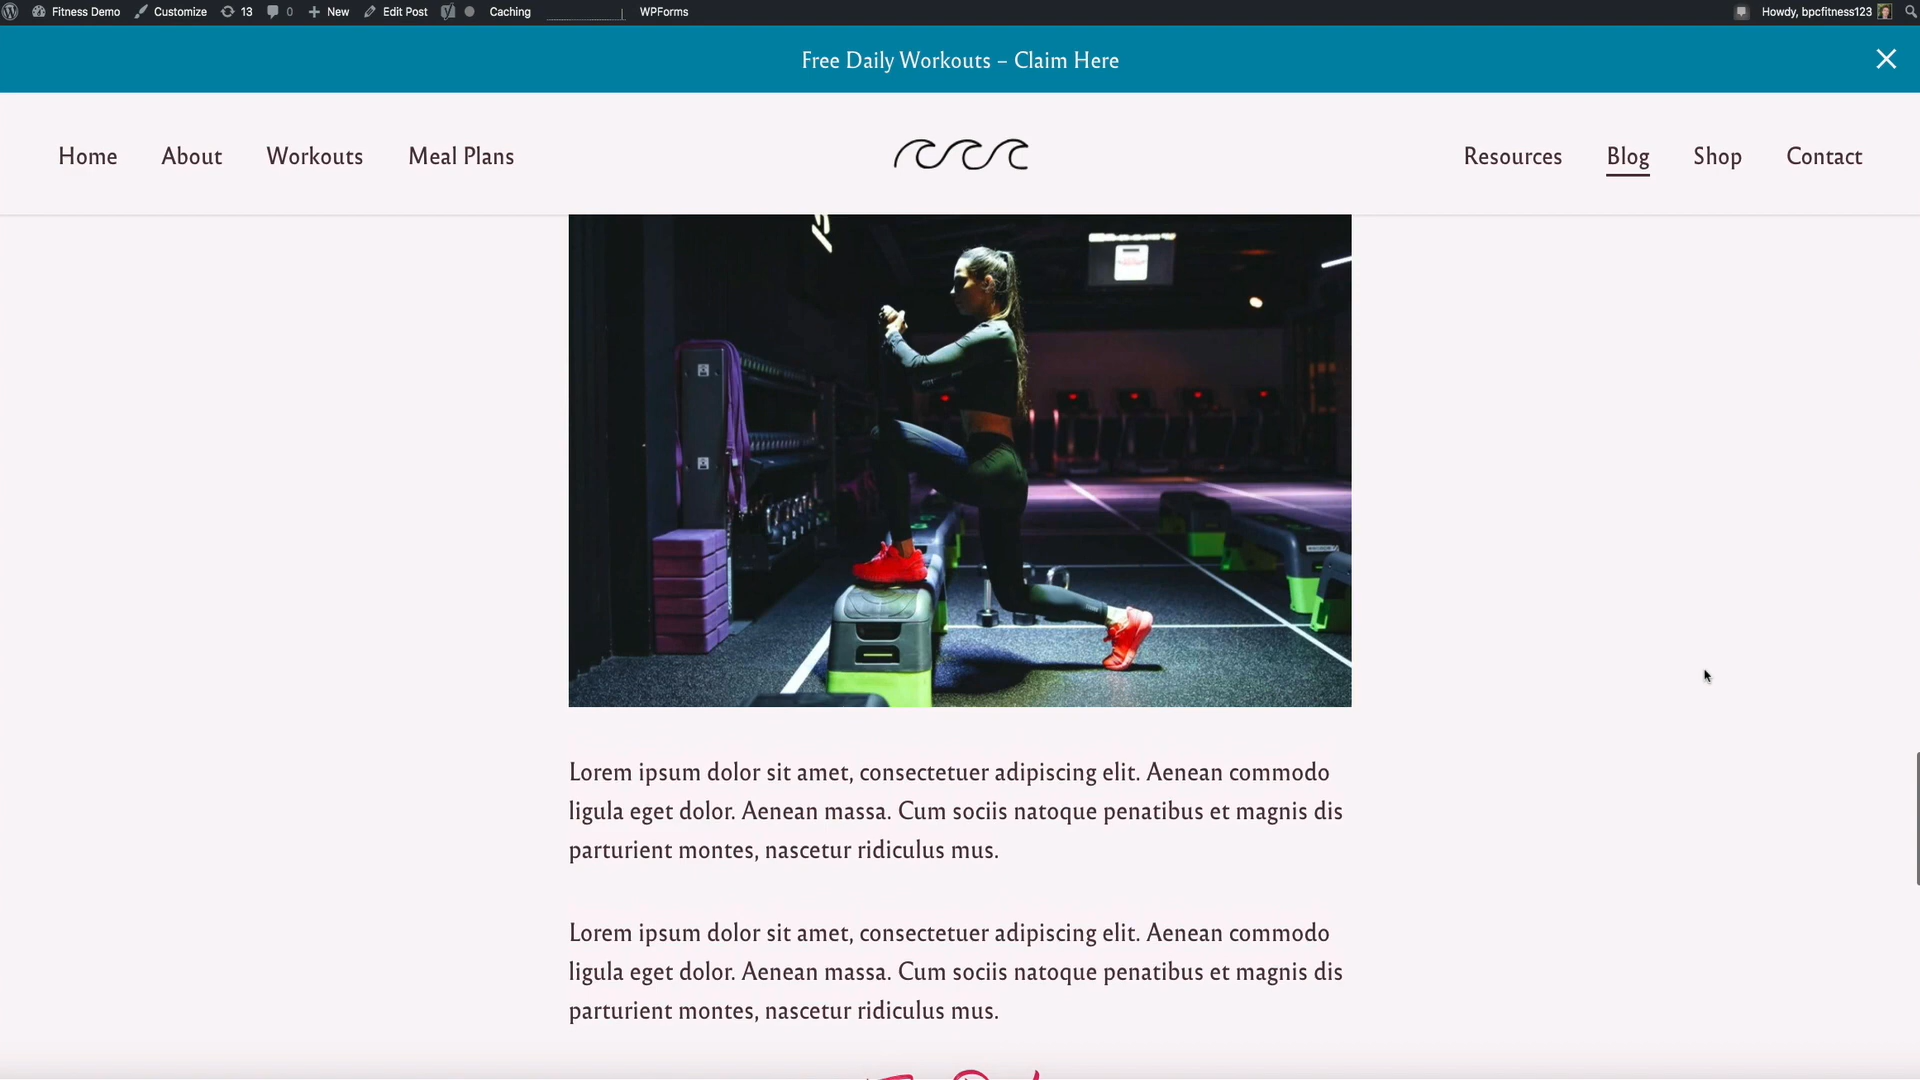 Fitness Demo Customize 13 0 New Edit Post Caching WPForms Howdy, bpcfitness123
Free Daily Workouts – Claim Here
Home About Workouts Meal Plans Resources Blog Shop Contact
Lorem ipsum dolor sit amet, consectetuer adipiscing elit. Aenean commodo
ligula eget dolor. Aenean massa. Cum sociis natoque penatibus et magnis dis
parturient montes, nascetur ridiculus mus.
Lorem ipsum dolor sit amet, consectetuer adipiscing elit. Aenean commodo
ligula eget dolor. Aenean massa. Cum sociis natoque penatibus et magnis dis
parturient montes, nascetur ridiculus mus.